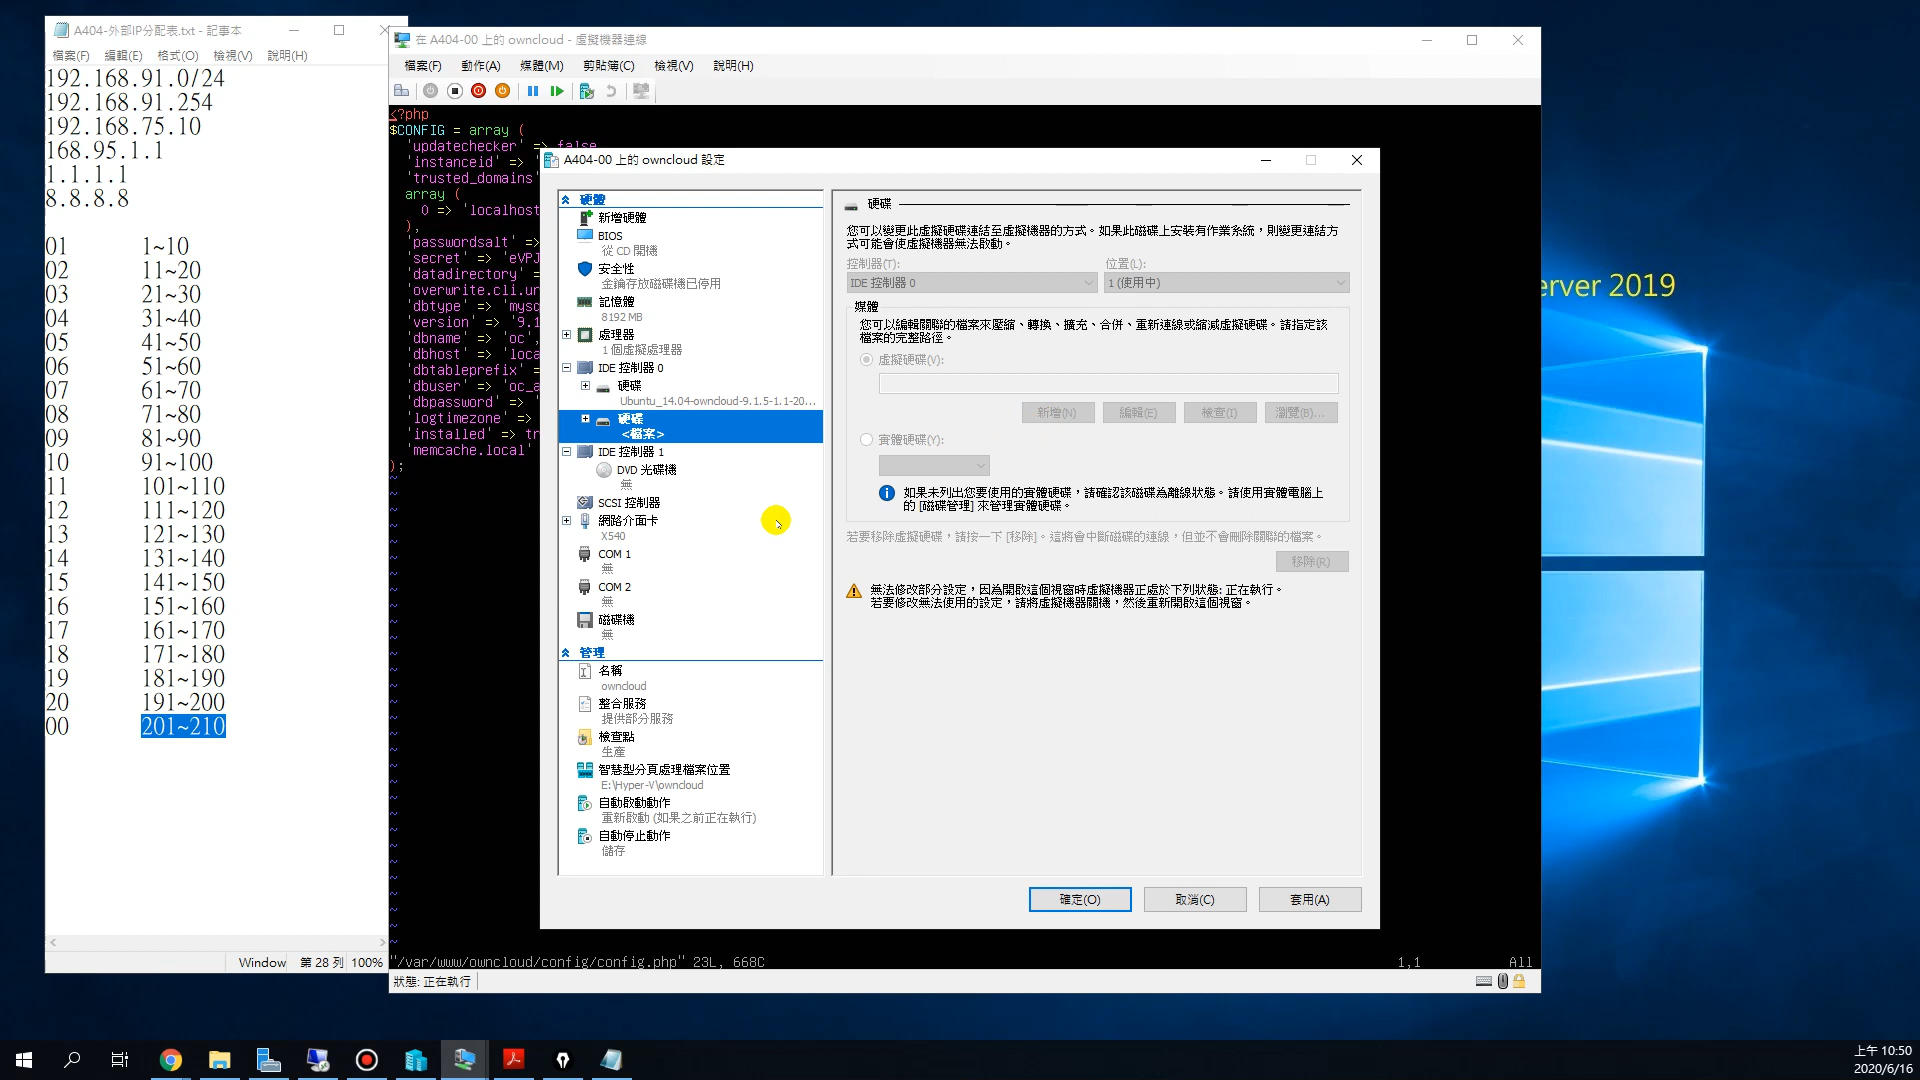 A404-外部IP分配表.txt - 記事本
檔案(F) 編輯(E) 格式(O) 檢視(V) 說明(H)
192.168.91.0/24
192.168.91.254
192.168.75.10
168.95.1.1
1.1.1.1
8.8.8.8
01 1~10
02 11~20
03 21~30
04 31~40
05 41~50
06 51~60
07 61~70
08 71~80
09 81~90
10 91~100
11 101~110
12 111~120
13 121~130
14 131~140
15 141~150
16 151~160
17 161~170
18 171~180
19 181~190
20 191~200
00 201~210
Window 第 28 列 100%
在 A404-00 上的 owncloud - 虛擬機器連線
檔案(F) 動作(A) 媒體(M) 剪貼簿(C) 檢視(V) 說明(H)
<?php
$CONFIG = array (
'updatechecker' => false
'instanceid' => '
'trusted_domains'
array (
0 => 'localhost
),
'passwordsalt' =>
'secret' => 'eVPJ
'datadirectory' =
'overwrite.cli.ur
'dbtype' => 'mysq
'version' => '9.1
'dbname' => 'oc',
'dbhost' => 'loca
'dbtableprefix' =
'dbuser' => 'oc_a
'dbpassword' => '
'logtimezone' =>
'installed' => tr
'memcache.local'
);
"/var/www/owncloud/config/config.php" 23L, 668C 1,1 All
狀態: 正在執行
A404-00 上的 owncloud 設定
硬體
新增硬體
BIOS
從 CD 開機
安全性
金鑰存放磁碟機已停用
記憶體
8192 MB
處理器
1 個虛擬處理器
IDE 控制器 0
硬碟
Ubuntu_14.04-owncloud-9.1.5-1.1-20...
硬碟
<檔案>
IDE 控制器 1
DVD 光碟機
無
SCSI 控制器
網路介面卡
X540
COM 1
無
COM 2
無
磁碟機
無
管理
名稱
owncloud
整合服務
提供部分服務
檢查點
生產
智慧型分頁處理檔案位置
E:\Hyper-V\owncloud
自動啟動動作
重新啟動 (如果之前正在執行)
自動停止動作
儲存
硬碟
您可以變更此虛擬硬碟連結至虛擬機器的方式。如果此磁碟上安裝有作業系統，則變更連結方
式可能會使虛擬機器無法啟動。
控制器(T): 位置(L):
IDE 控制器 0 1 (使用中)
媒體
您可以編輯關聯的檔案來壓縮、轉換、擴充、合併、重新連線或縮減虛擬硬碟。請指定該
檔案的完整路徑。
虛擬硬碟(V):
新增(N) 編輯(E) 檢查(I) 瀏覽(B)...
實體硬碟(Y):
如果未列出您要使用的實體硬碟，請確認該磁碟為離線狀態。請使用實體電腦上
的 [磁碟管理] 來管理實體硬碟。
若要移除虛擬硬碟，請按一下 [移除]。這將會中斷磁碟的連線，但並不會刪除關聯的檔案。
移除(R)
無法修改部分設定，因為開啟這個視窗時虛擬機器正處於下列狀態: 正在執行。
若要修改無法使用的設定，請將虛擬機器關機，然後重新開啟這個視窗。
確定(O) 取消(C) 套用(A)
erver 2019
上午 10:50
2020/6/16